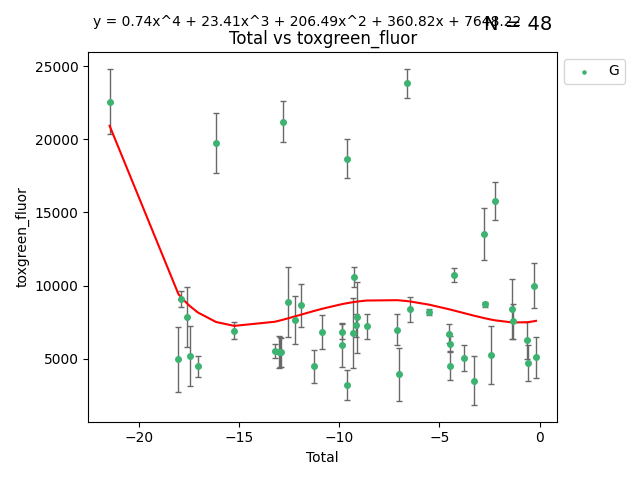 y = 0.74x^4 + 23.41x^3 + 206.49x^2 + 360.82x + 7648.22
N = 48
Total vs toxgreen_fluor
G
25000
20000
15000
10000
5000
toxgreen_fluor
−20 −15 −10 −5 0
Total